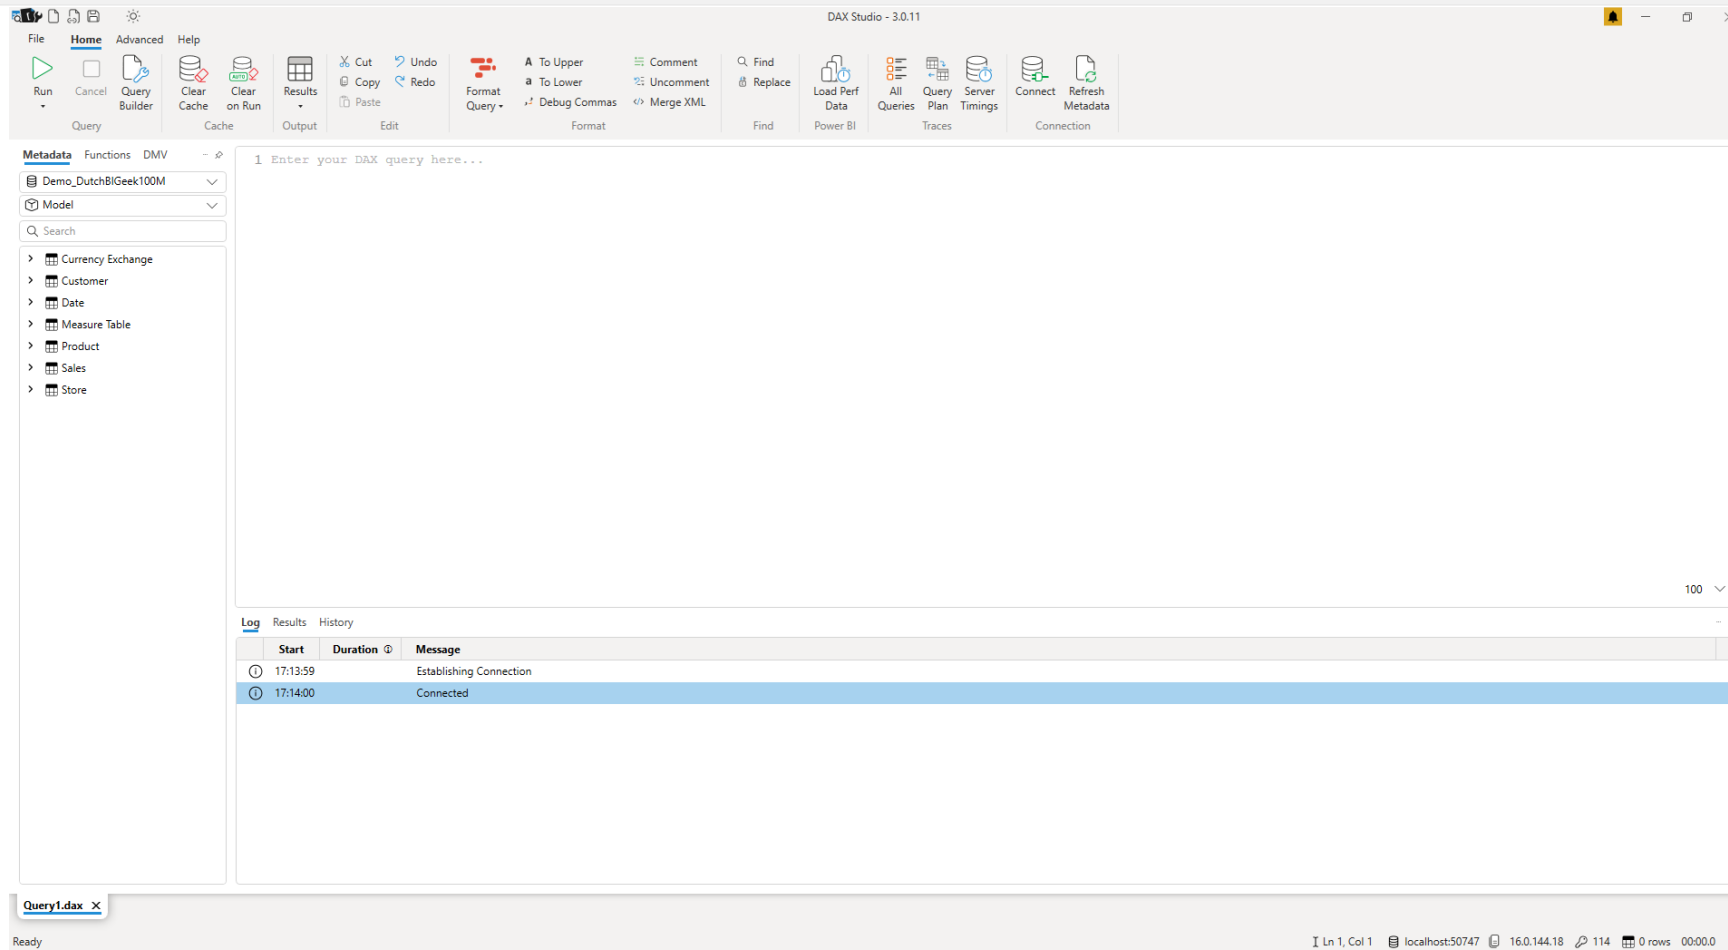 DAX Studio - 3.0.11
File Home Advanced Help
Run
Cancel
Query Builder
Query
Clear Cache
AUTO
Clear on Run
Cache
Results
Output
Cut
Copy
Paste
Undo
Redo
Edit
Format Query
A To Upper
a To Lower
Debug Commas
Comment
Uncomment
Merge XML
Format
Find
Replace
Find
Load Perf Data
Power BI
All Queries
Query Plan
Server Timings
Traces
Connect
Refresh Metadata
Connection
Metadata Functions DMV
Demo_DutchBIGeek100M
Model
Search
Currency Exchange
Customer
Date
Measure Table
Product
Sales
Store
1 Enter your DAX query here...
100
Log Results History
Start Duration Message
17:13:59 Establishing Connection
17:14:00 Connected
Query1.dax
Ready
Ln 1, Col 1 localhost:50747 16.0.144.18 114 0 rows 00:00.0